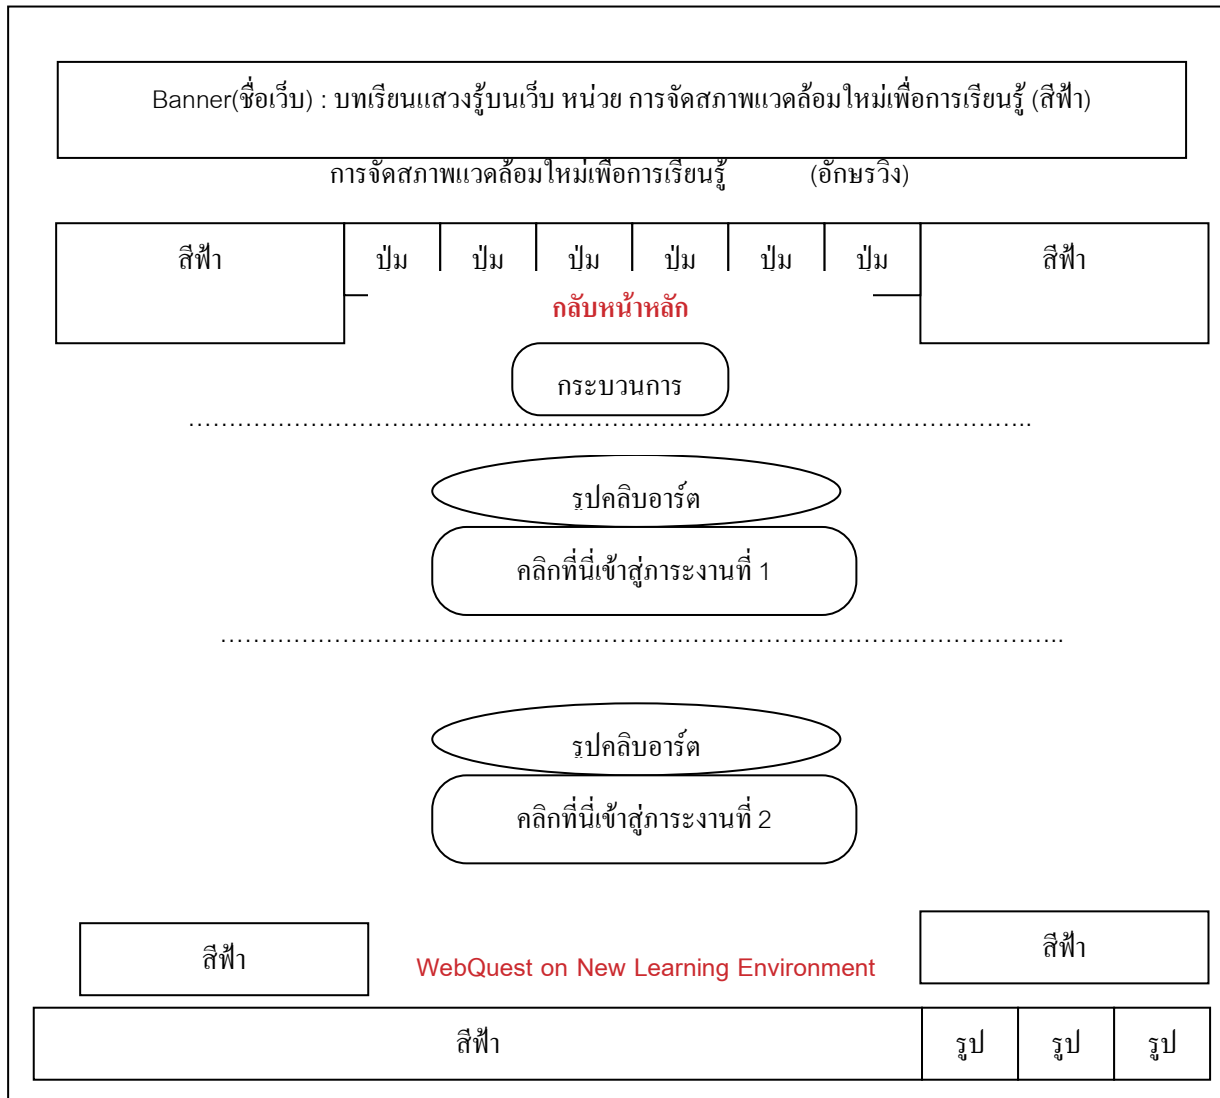 Banner(ชื่อเว็บ) : บทเรียนแสวงรู้บนเว็บ หน่วย การจัดสภาพแวดล้อมใหม่เพื่อการเรียนรู้ (สีฟ้า)
การจัดสภาพแวดล้อมใหม่เพื่อการเรียนรู้ (อักษรวิ่ง)
สีฟ้า ปุ่ม ปุ่ม ปุ่ม ปุ่ม ปุ่ม ปุ่ม สีฟ้า
กลับหน้าหลัก
กระบวนการ
รูปคลิบอาร์ต
คลิกที่นี่เข้าสู่ภาระงานที่ 1
รูปคลิบอาร์ต
คลิกที่นี่เข้าสู่ภาระงานที่ 2
สีฟ้า WebQuest on New Learning Environment สีฟ้า
สีฟ้า รูป รูป รูป